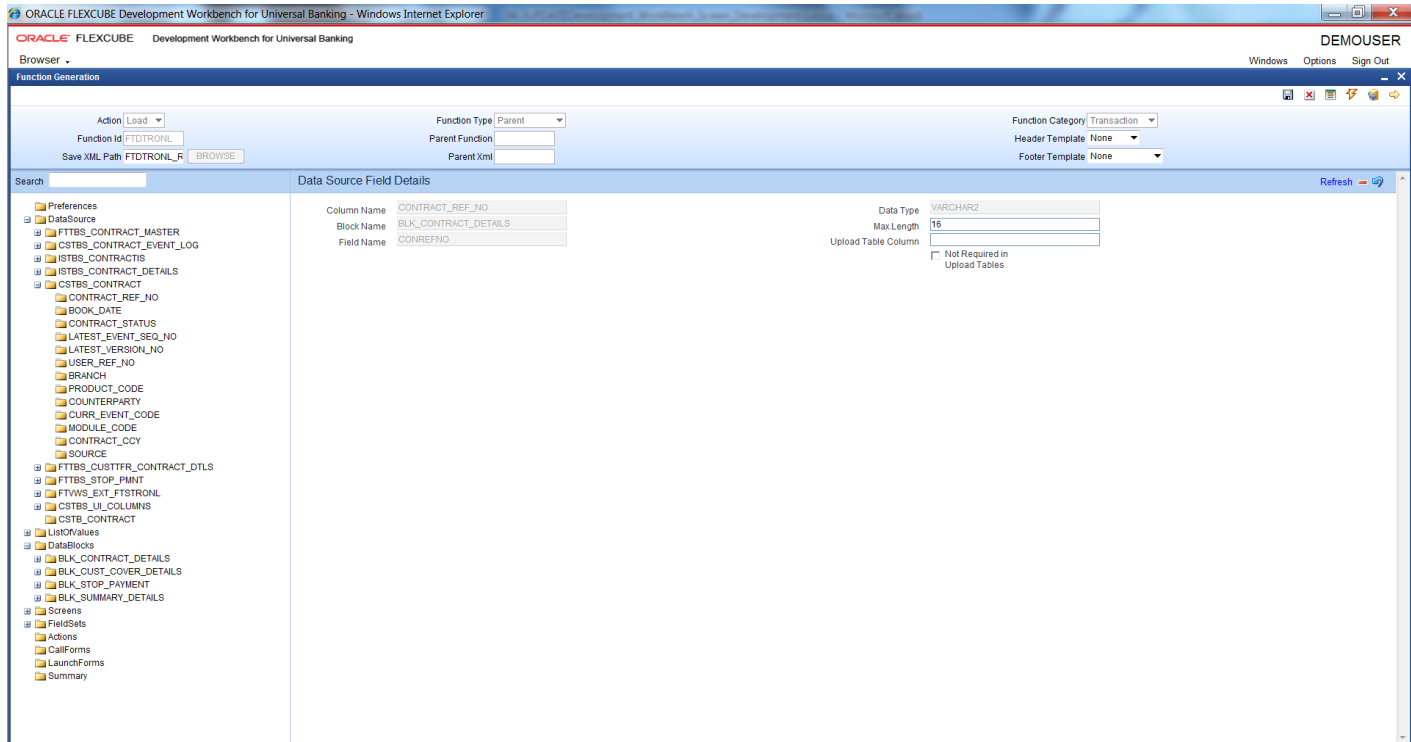 ORACLE FLEXCUBE Development Workbench for Universal Banking - Windows Internet Explorer
ORACLE FLEXCUBE Development Workbench for Universal Banking
DEMOUSER
Browser
Windows Options Sign Out
Function Generation
Action Load Function Type Parent Function Category Transaction
Function Id FTDTRONL Parent Function Header Template None
Save XML Path FTDTRONL_R BROWSE Parent Xml Footer Template None
Search Data Source Field Details Refresh
Preferences
DataSource
FTTBS_CONTRACT_MASTER
CSTBS_CONTRACT_EVENT_LOG
ISTBS_CONTRACTIS
ISTBS_CONTRACT_DETAILS
CSTBS_CONTRACT
CONTRACT_REF_NO
BOOK_DATE
CONTRACT_STATUS
LATEST_EVENT_SEQ_NO
LATEST_VERSION_NO
USER_REF_NO
BRANCH
PRODUCT_CODE
COUNTERPARTY
CURR_EVENT_CODE
MODULE_CODE
CONTRACT_CCY
SOURCE
FTTBS_CUSTTFR_CONTRACT_DTLS
FTTBS_STOP_PMNT
FTVWS_EXT_FTSTRONL
CSTBS_UI_COLUMNS
CSTB_CONTRACT
ListOfValues
DataBlocks
BLK_CONTRACT_DETAILS
BLK_CUST_COVER_DETAILS
BLK_STOP_PAYMENT
BLK_SUMMARY_DETAILS
Screens
FieldSets
Actions
CallForms
LaunchForms
Summary
Column Name CONTRACT_REF_NO Data Type VARCHAR2
Block Name BLK_CONTRACT_DETAILS Max.Length 16
Field Name CONREFNO Upload Table Column
Not Required in
Upload Tables